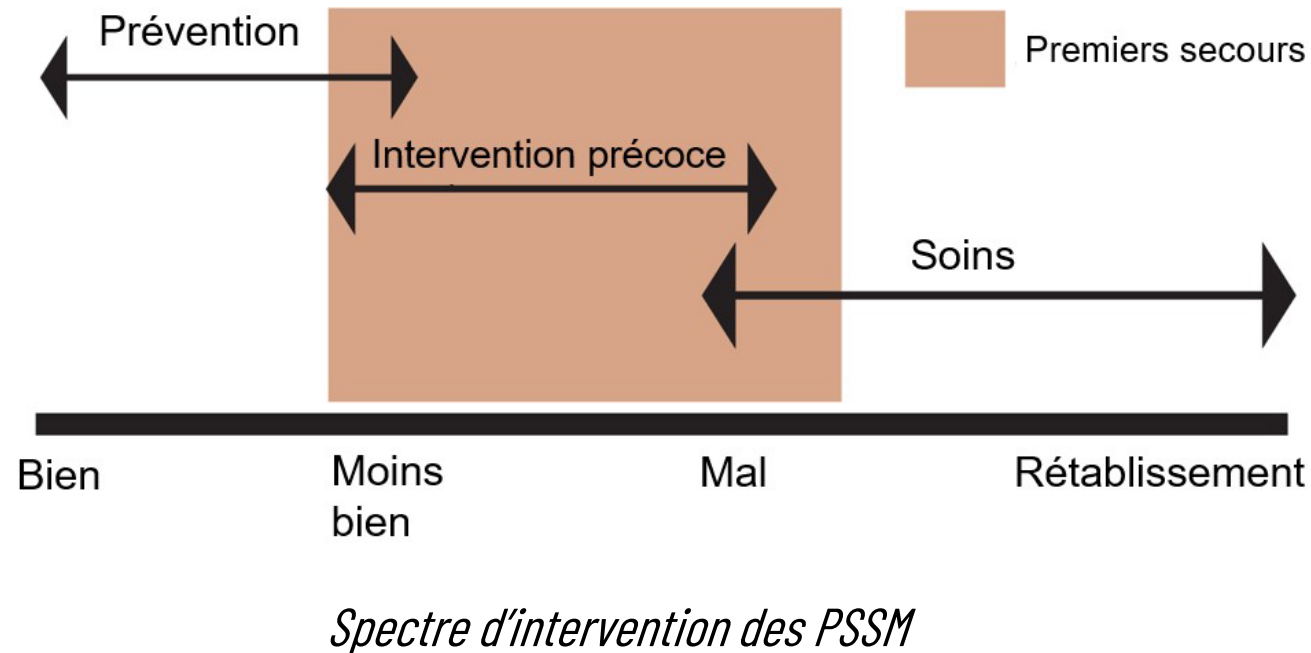 Prévention
Premiers secours
Intervention précoce
Soins
Bien
Moins
bien
Mal
Rétablissement
Spectre d'intervention des PSSM